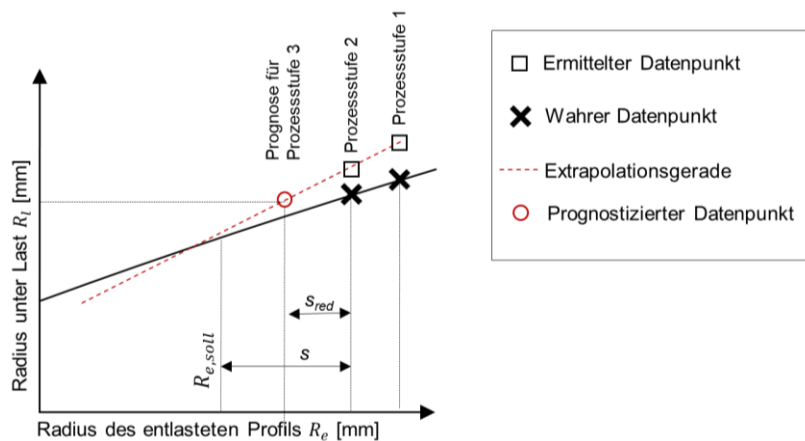 Prognose für
Prozessstufe 3
Prozessstufe 2
Prozessstufe 1
Radius unter Last R_l [mm]
s_red
s
R_e,soll
Radius des entlasteten Profils R_e [mm]
Ermittelter Datenpunkt
Wahrer Datenpunkt
Extrapolationsgerade
Prognostizierter Datenpunkt